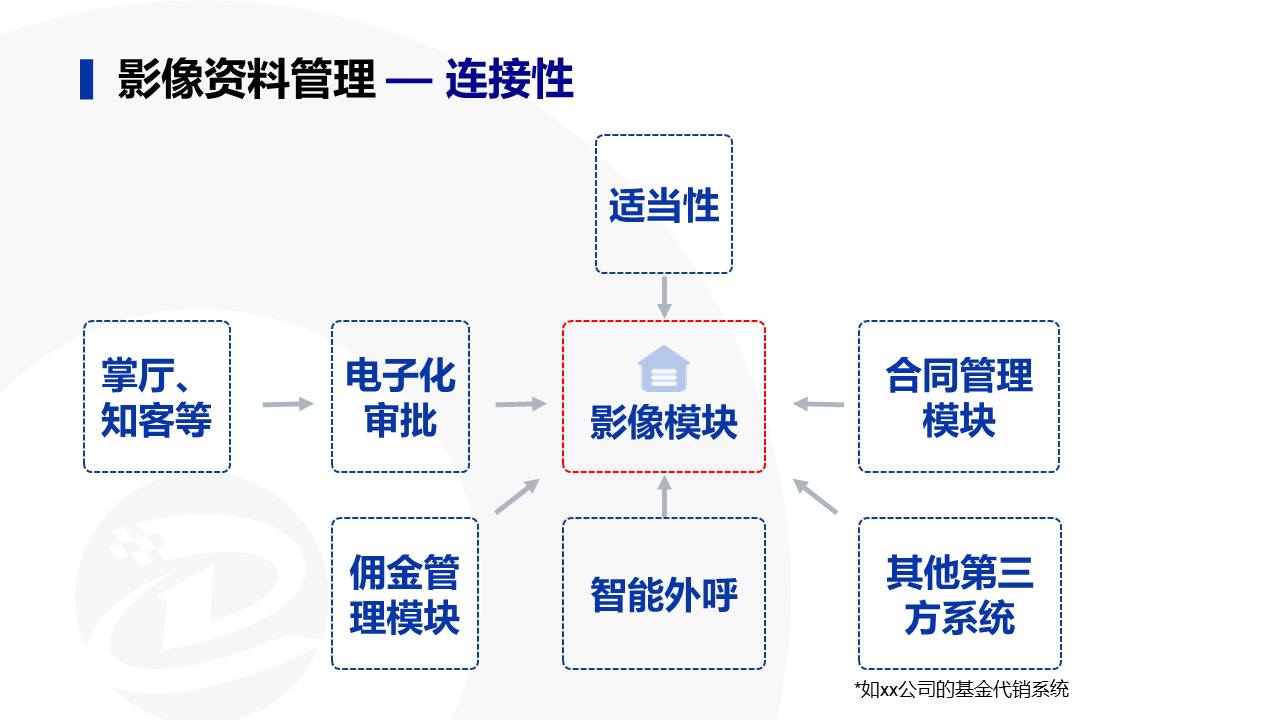 影像资料管理 — 连接性
适当性
掌厅、
知客等
电子化
审批
影像模块
合同管理
模块
佣金管
理模块
智能外呼
其他第三
方系统
*如xx公司的基金代销系统